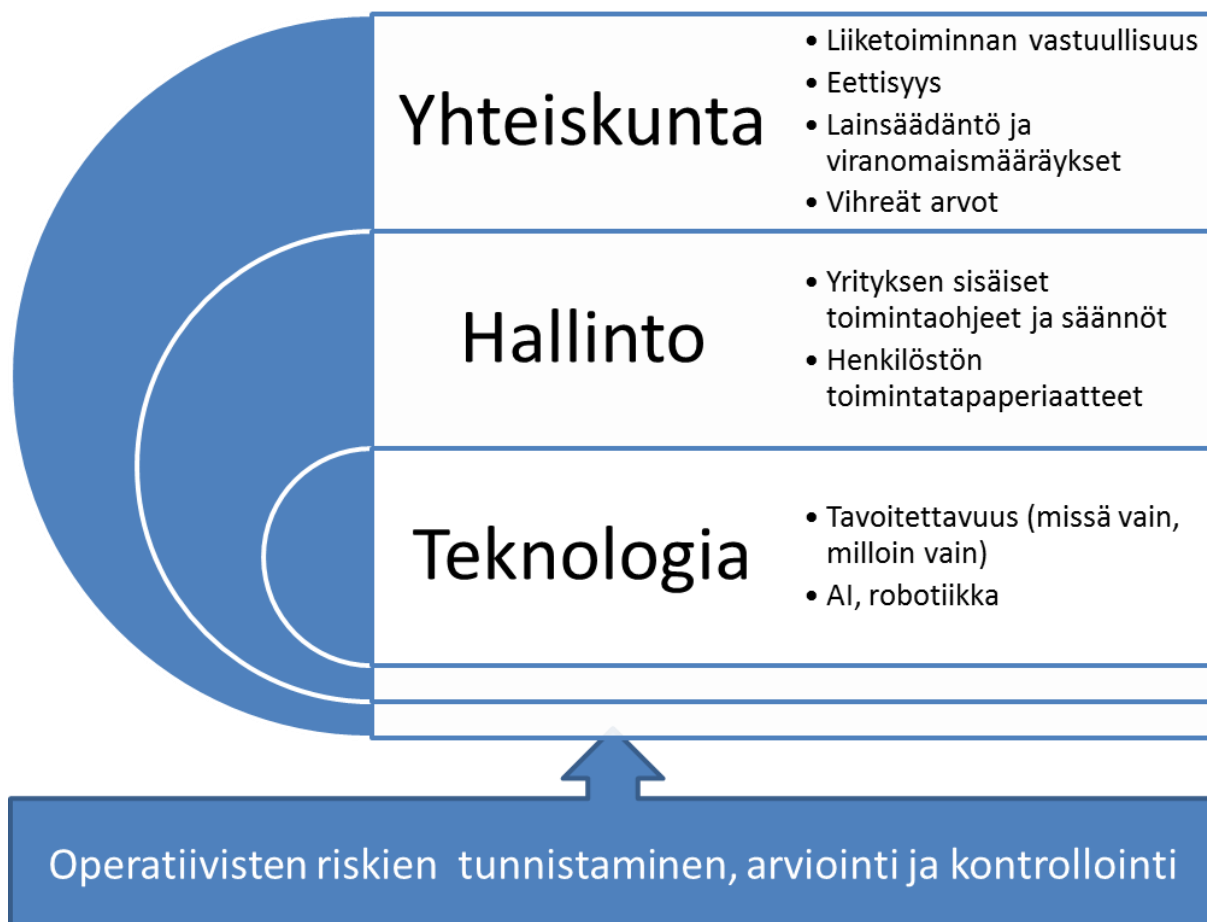 Yhteiskunta
• Liiketoiminnan vastuullisuus
• Eettisyys
• Lainsäädäntö ja
viranomaismääräykset
• Vihreät arvot
Hallinto
• Yrityksen sisäiset
toimintaohjeet ja säännöt
• Henkilöstön
toimintatapaperiaatteet
Teknologia
• Tavoitettavuus (missä vain,
milloin vain)
• AI, robotiikka
Operatiivisten riskien tunnistaminen, arviointi ja kontrollointi